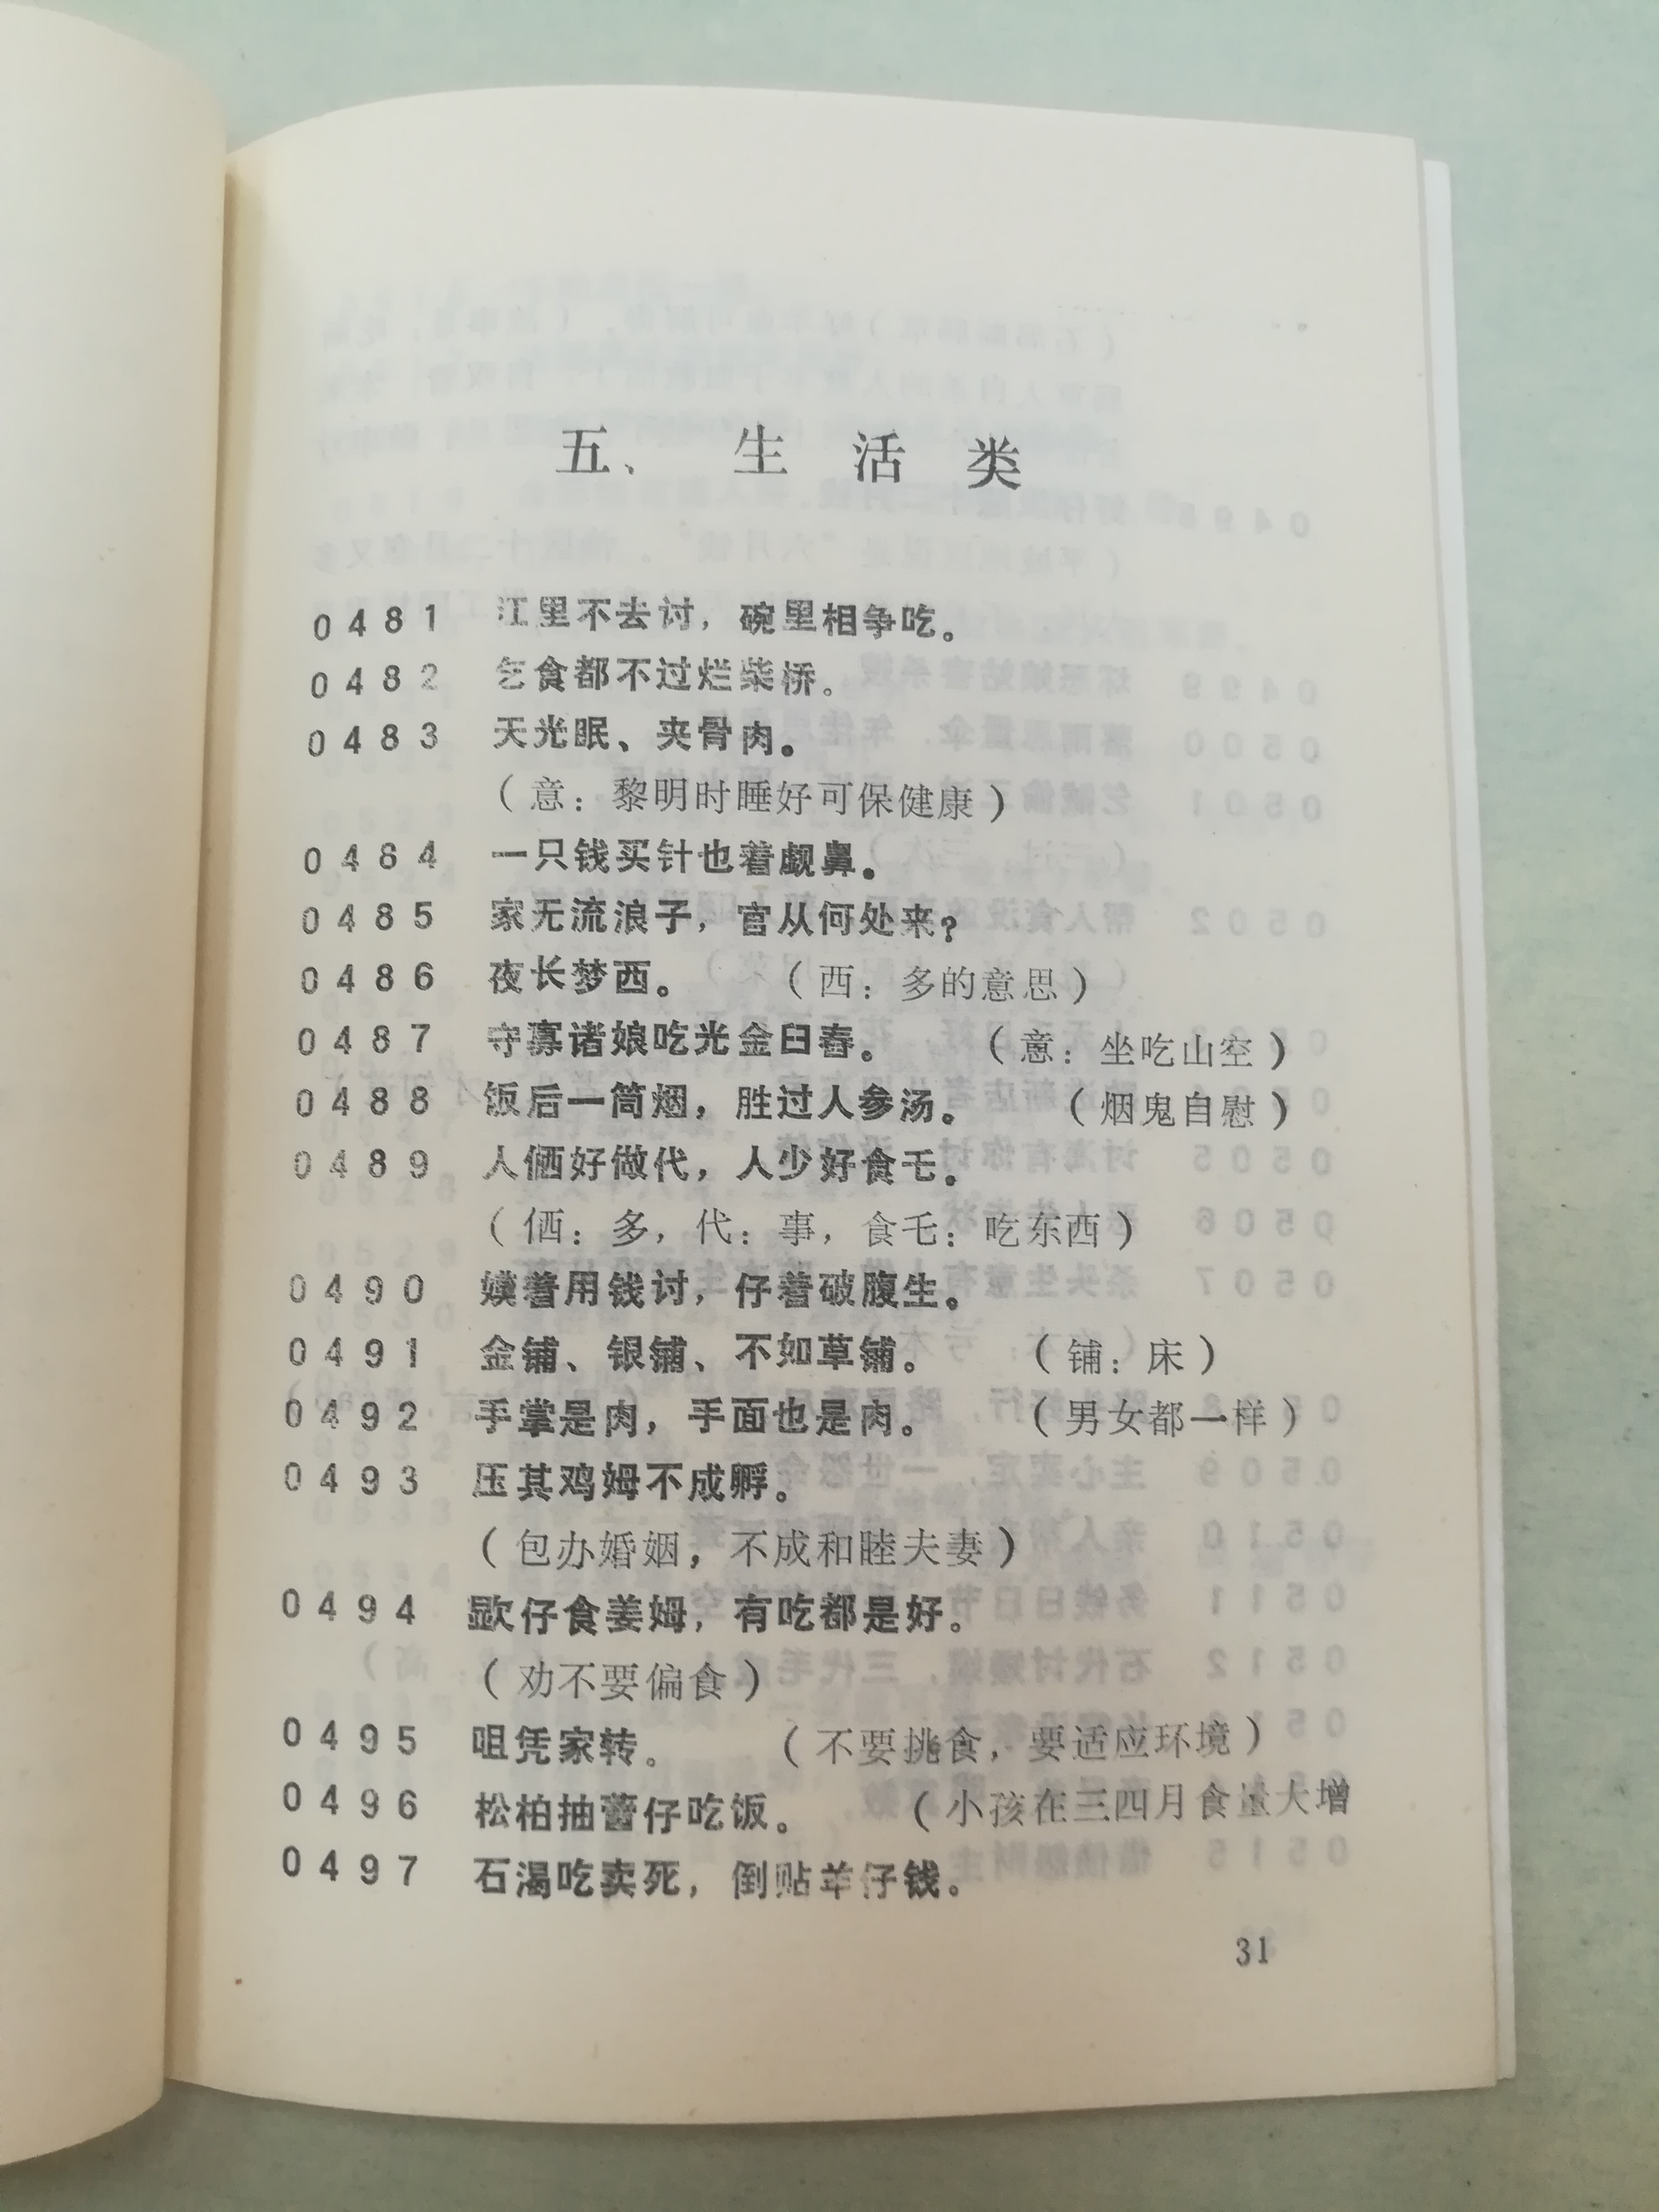 五、 生活类
0481 江里不去讨，碗里相争吃。
0482 乞食都不过烂柴桥。
0483 天光眠、夹骨肉。
（意：黎明时睡好可保健康）
0484 一只钱买针也着觑鼻。
0485 家无流浪子，官从何处来？
0486 夜长梦西。 （西：多的意思）
0487 守寡诸娘吃光金臼舂。 （意：坐吃山空）
0488 饭后一筒烟，胜过人参汤。 （烟鬼自慰）
0489 人価好做代，人少好食乇。
（価：多，代：事，食乇：吃东西）
0490 嫫着用钱讨，仔着破腹生。
0491 金铺、银铺、不如草铺。 （铺：床）
0492 手掌是肉，手面也是肉。 （男女都一样）
0493 压其鸡姆不成孵。
（包办婚姻，不成和睦夫妻）
0494 仔食姜姆，有吃都是好。
（劝不要偏食）
0495 咀凭家转。 （不要挑食，要适应环境）
0496 松柏抽蕾仔吃饭。 （小孩在三四月食量大增
0497 石渴吃卖死，倒贴羊仔钱。
31